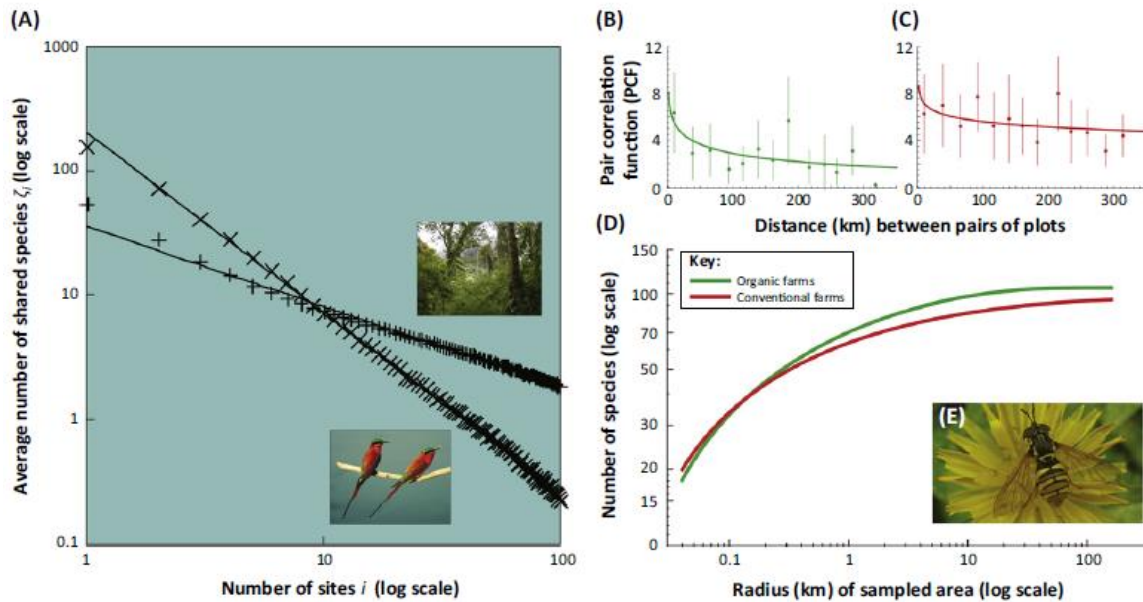 (A)
1000
100
10
1
0.1
1
10
100
Average number of shared species ζi (log scale)
Number of sites i (log scale)
(B)
12
8
4
0
0 100 200 300
Pair correlation
function (PCF)
(C)
12
8
4
0
0 100 200 300
Distance (km) between pairs of plots
(D)
150
100
70
50
30
20
15
0
Number of species (log scale)
Key:
Organic farms
Conventional farms
(E)
0.1 1 10 100
Radius (km) of sampled area (log scale)